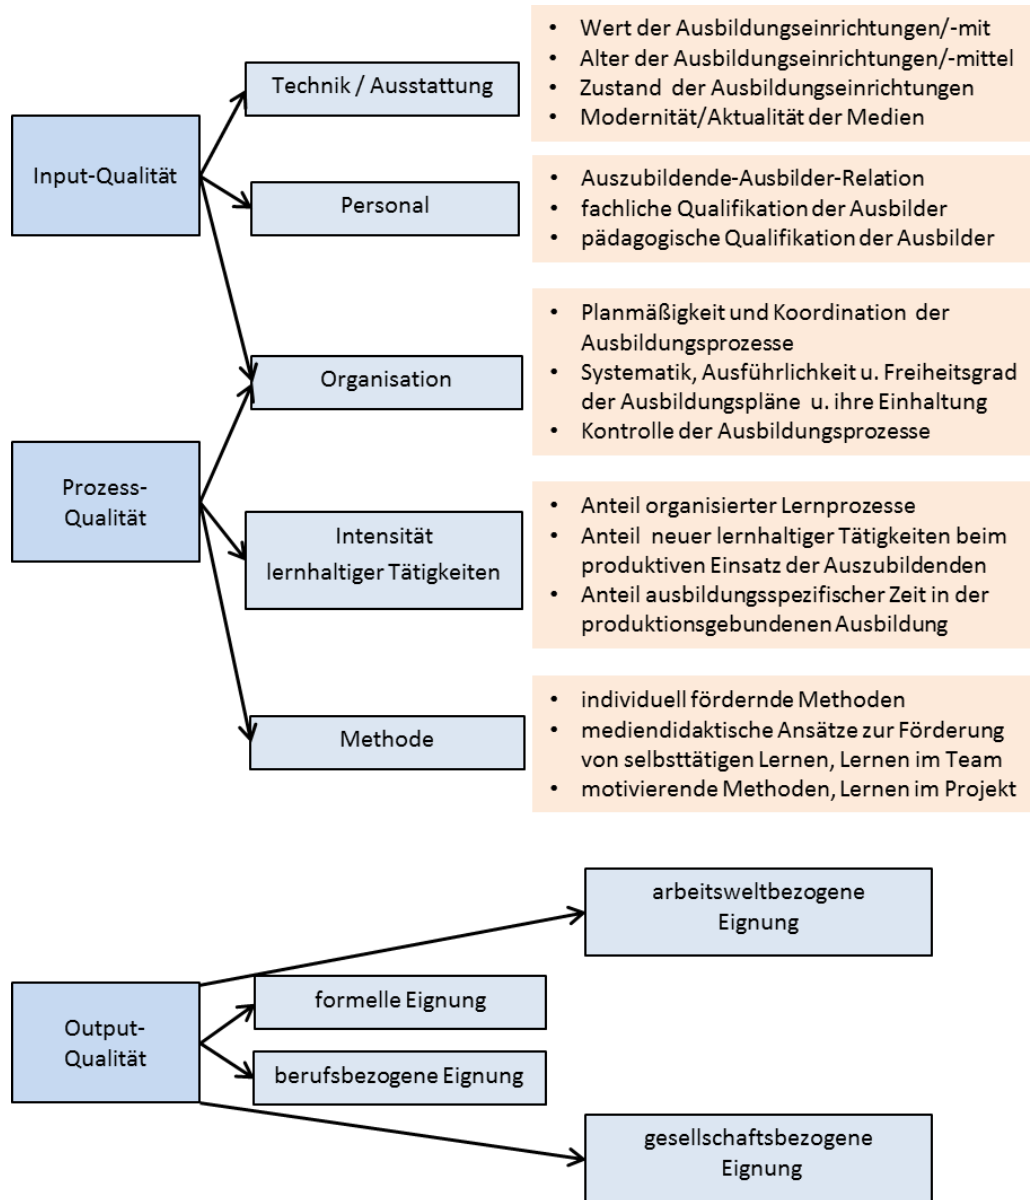 Input-Qualität
Technik / Ausstattung
• Wert der Ausbildungseinrichtungen/-mit
• Alter der Ausbildungseinrichtungen/-mittel
• Zustand der Ausbildungseinrichtungen
• Modernität/Aktualität der Medien
Personal
• Auszubildende-Ausbilder-Relation
• fachliche Qualifikation der Ausbilder
• pädagogische Qualifikation der Ausbilder
Organisation
• Planmäßigkeit und Koordination der
Ausbildungsprozesse
• Systematik, Ausführlichkeit u. Freiheitsgrad
der Ausbildungspläne u. ihre Einhaltung
• Kontrolle der Ausbildungsprozesse
Prozess-
Qualität
Intensität
lernhaltiger Tätigkeiten
• Anteil organisierter Lernprozesse
• Anteil neuer lernhaltiger Tätigkeiten beim
produktiven Einsatz der Auszubildenden
• Anteil ausbildungsspezifischer Zeit in der
produktionsgebundenen Ausbildung
Methode
• individuell fördernde Methoden
• mediendidaktische Ansätze zur Förderung
von selbsttätigen Lernen, Lernen im Team
• motivierende Methoden, Lernen im Projekt
Output-
Qualität
arbeitsweltbezogene
Eignung
formelle Eignung
berufsbezogene Eignung
gesellschaftsbezogene
Eignung